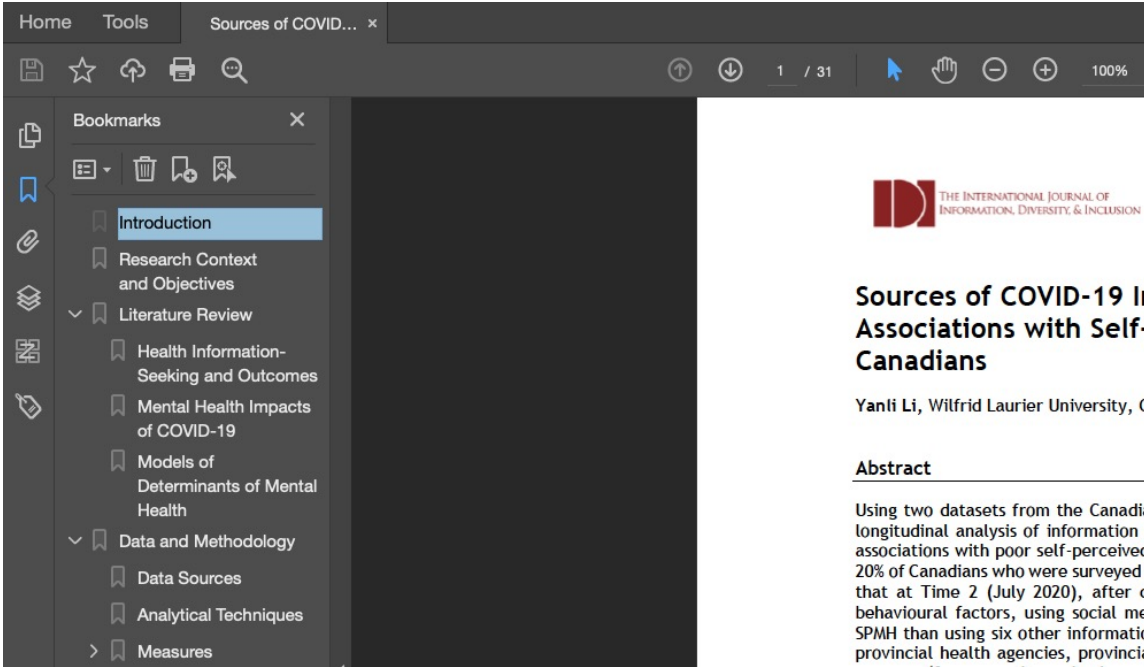 Home Tools Sources of COVID... ×
1 / 31 100%
Bookmarks
Introduction
Research Context
and Objectives
Literature Review
Health Information-
Seeking and Outcomes
Mental Health Impacts
of COVID-19
Models of
Determinants of Mental
Health
Data and Methodology
Data Sources
Analytical Techniques
Measures
THE INTERNATIONAL JOURNAL OF
INFORMATION, DIVERSITY, & INCLUSION
Sources of COVID-19
Associations with Self-
Canadians
Yanli Li, Wilfrid Laurier University,
Abstract
Using two datasets from the
longitudinal analysis of information
associations with poor self-perceived
20% of Canadians who were surveyed
that at Time 2 (July 2020), after
behavioural factors, using social
SPMH than using six other
provincial health agencies,